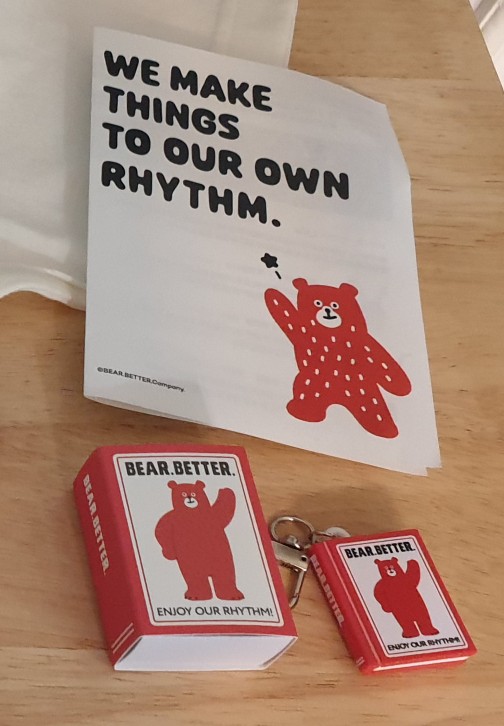 WE MAKE
THINGS
TO OUR OWN
RHYTHM.
@BEAR.BETTER.Company.
BEAR.BETTER.
BEAR.BETTER.
ENJOY OUR RHYTHM!
BEAR.BETTER.
BEAR.BETTER.
ENJOY OUR RHYTHM!